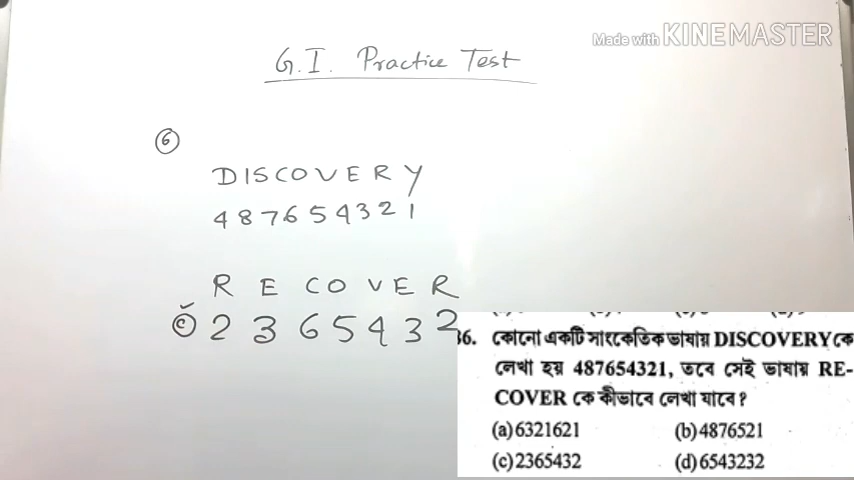 Made with KINEMASTER
G.I. Practice Test
6
DISCOVERY
487654321
RECOVER
c 2365432
36. কোনো একটি সাংকেতিক ভাষায় DISCOVERY কে
লেখা হয় 487654321, তবে সেই ভাষায় RE-
COVER কে কীভাবে লেখা যাবে?
(a) 6321621 (b) 4876521
(c) 2365432 (d) 6543232